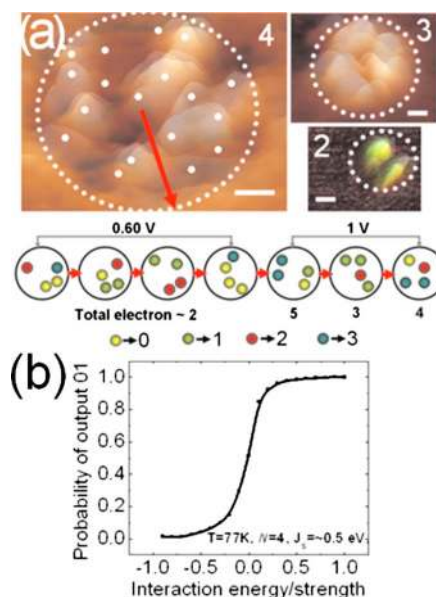 (a)
4
3
2
0.60 V
1 V
Total electron ~ 2
5
3
4
0
1
2
3
(b)
Probability of output 01
1.0
0.8
0.6
0.4
0.2
0.0
T=77K, N=4, J_s=~0.5 eV
-1.0 -0.5 0.0 0.5 1.0
Interaction energy/strength